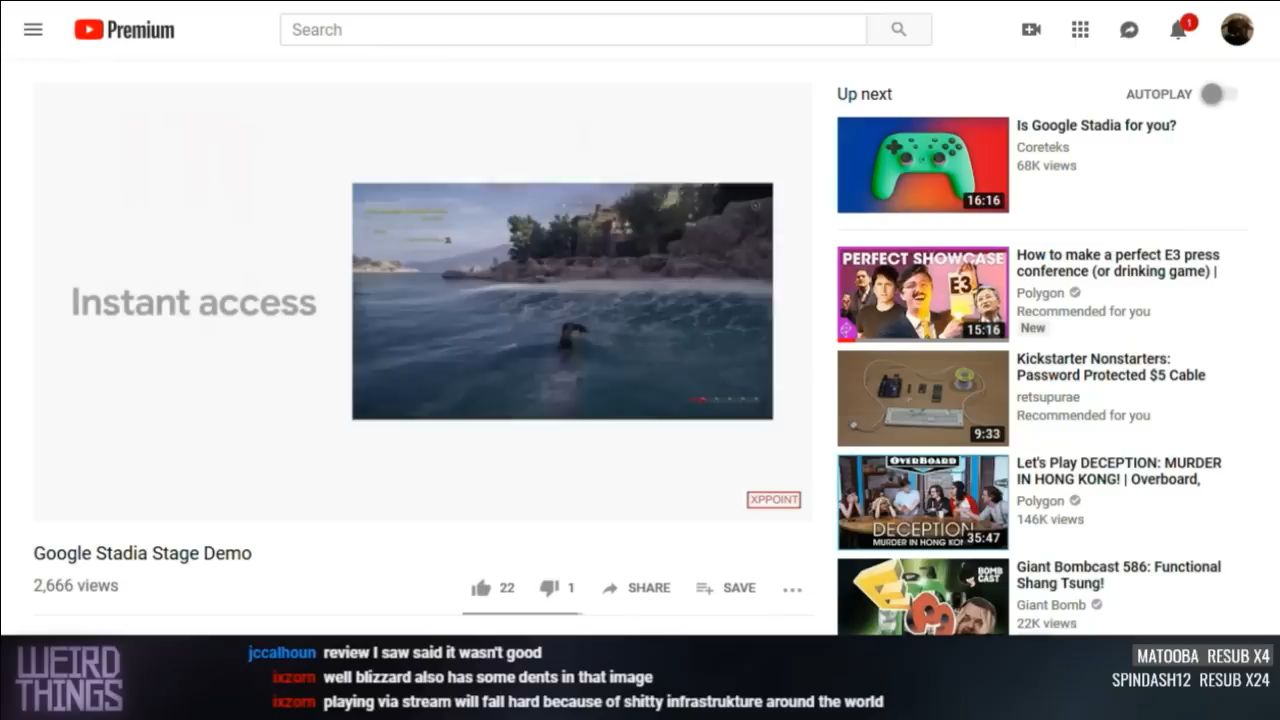 Premium
Search
1
Instant access
XPPOINT
Google Stadia Stage Demo
2,666 views
22
1
SHARE
SAVE
Up next
AUTOPLAY
16:16
Is Google Stadia for you?
Coreteks
68K views
PERFECT SHOWCASE
E3
15:16
How to make a perfect E3 press
conference (or drinking game) |
Polygon
Recommended for you
New
9:33
Kickstarter Nonstarters:
Password Protected $5 Cable
retsupurae
Recommended for you
OVERBOARD
DECEPTION
MURDER IN HONG KON
35:47
Let's Play DECEPTION: MURDER
IN HONG KONG! | Overboard,
Polygon
146K views
BOMB
CAST
Giant Bombcast 586: Functional
Shang Tsung!
Giant Bomb
22K views
WEIRD
THINGS
jccalhoun review I saw said it wasn't good
ixzorn well blizzard also has some dents in that image
ixzorn playing via stream will fall hard because of shitty infrastrukture around the world
MATOOBA RESUB X4
SPINDASH12 RESUB X24